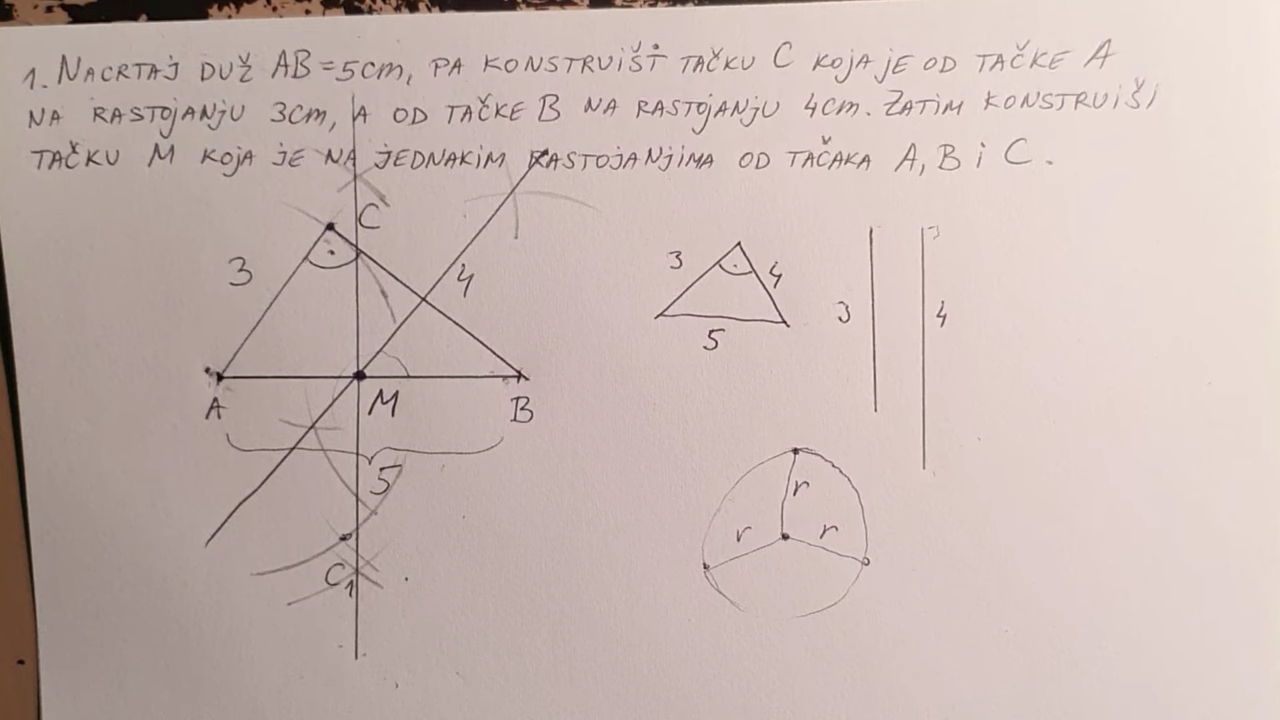 1. NACRTAJ DUŽ AB=5cm, PA KONSTRUIŠI TAČKU C KOJA JE OD TAČKE A
NA RASTOJANJU 3cm, A OD TAČKE B NA RASTOJANJU 4cm. ZATIM KONSTRUIŠI
TAČKU M KOJA JE NA JEDNAKIM RASTOJANJIMA OD TAČAKA A, B i C.
C
3 4
3 4
3 4
5
A M B
5
r
r r
C₁